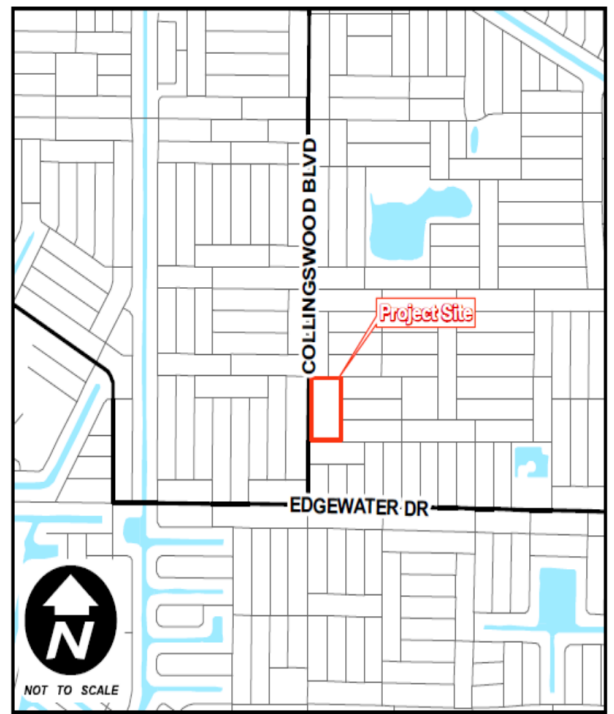 COLLINGSWOOD BLVD
Project Site
EDGEWATER DR
N
NOT TO SCALE